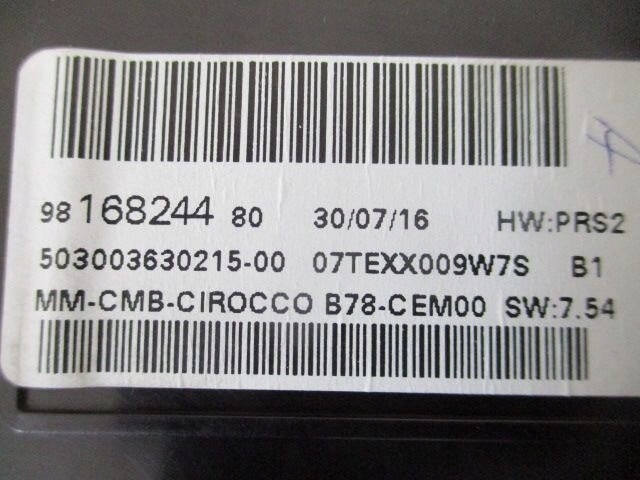 98 168244 80 30/07/16 HW:PRS2
503003630215-00 07TEXX009W7S B1
MM-CMB-CIROCCO B78-CEM00 SW:7.54